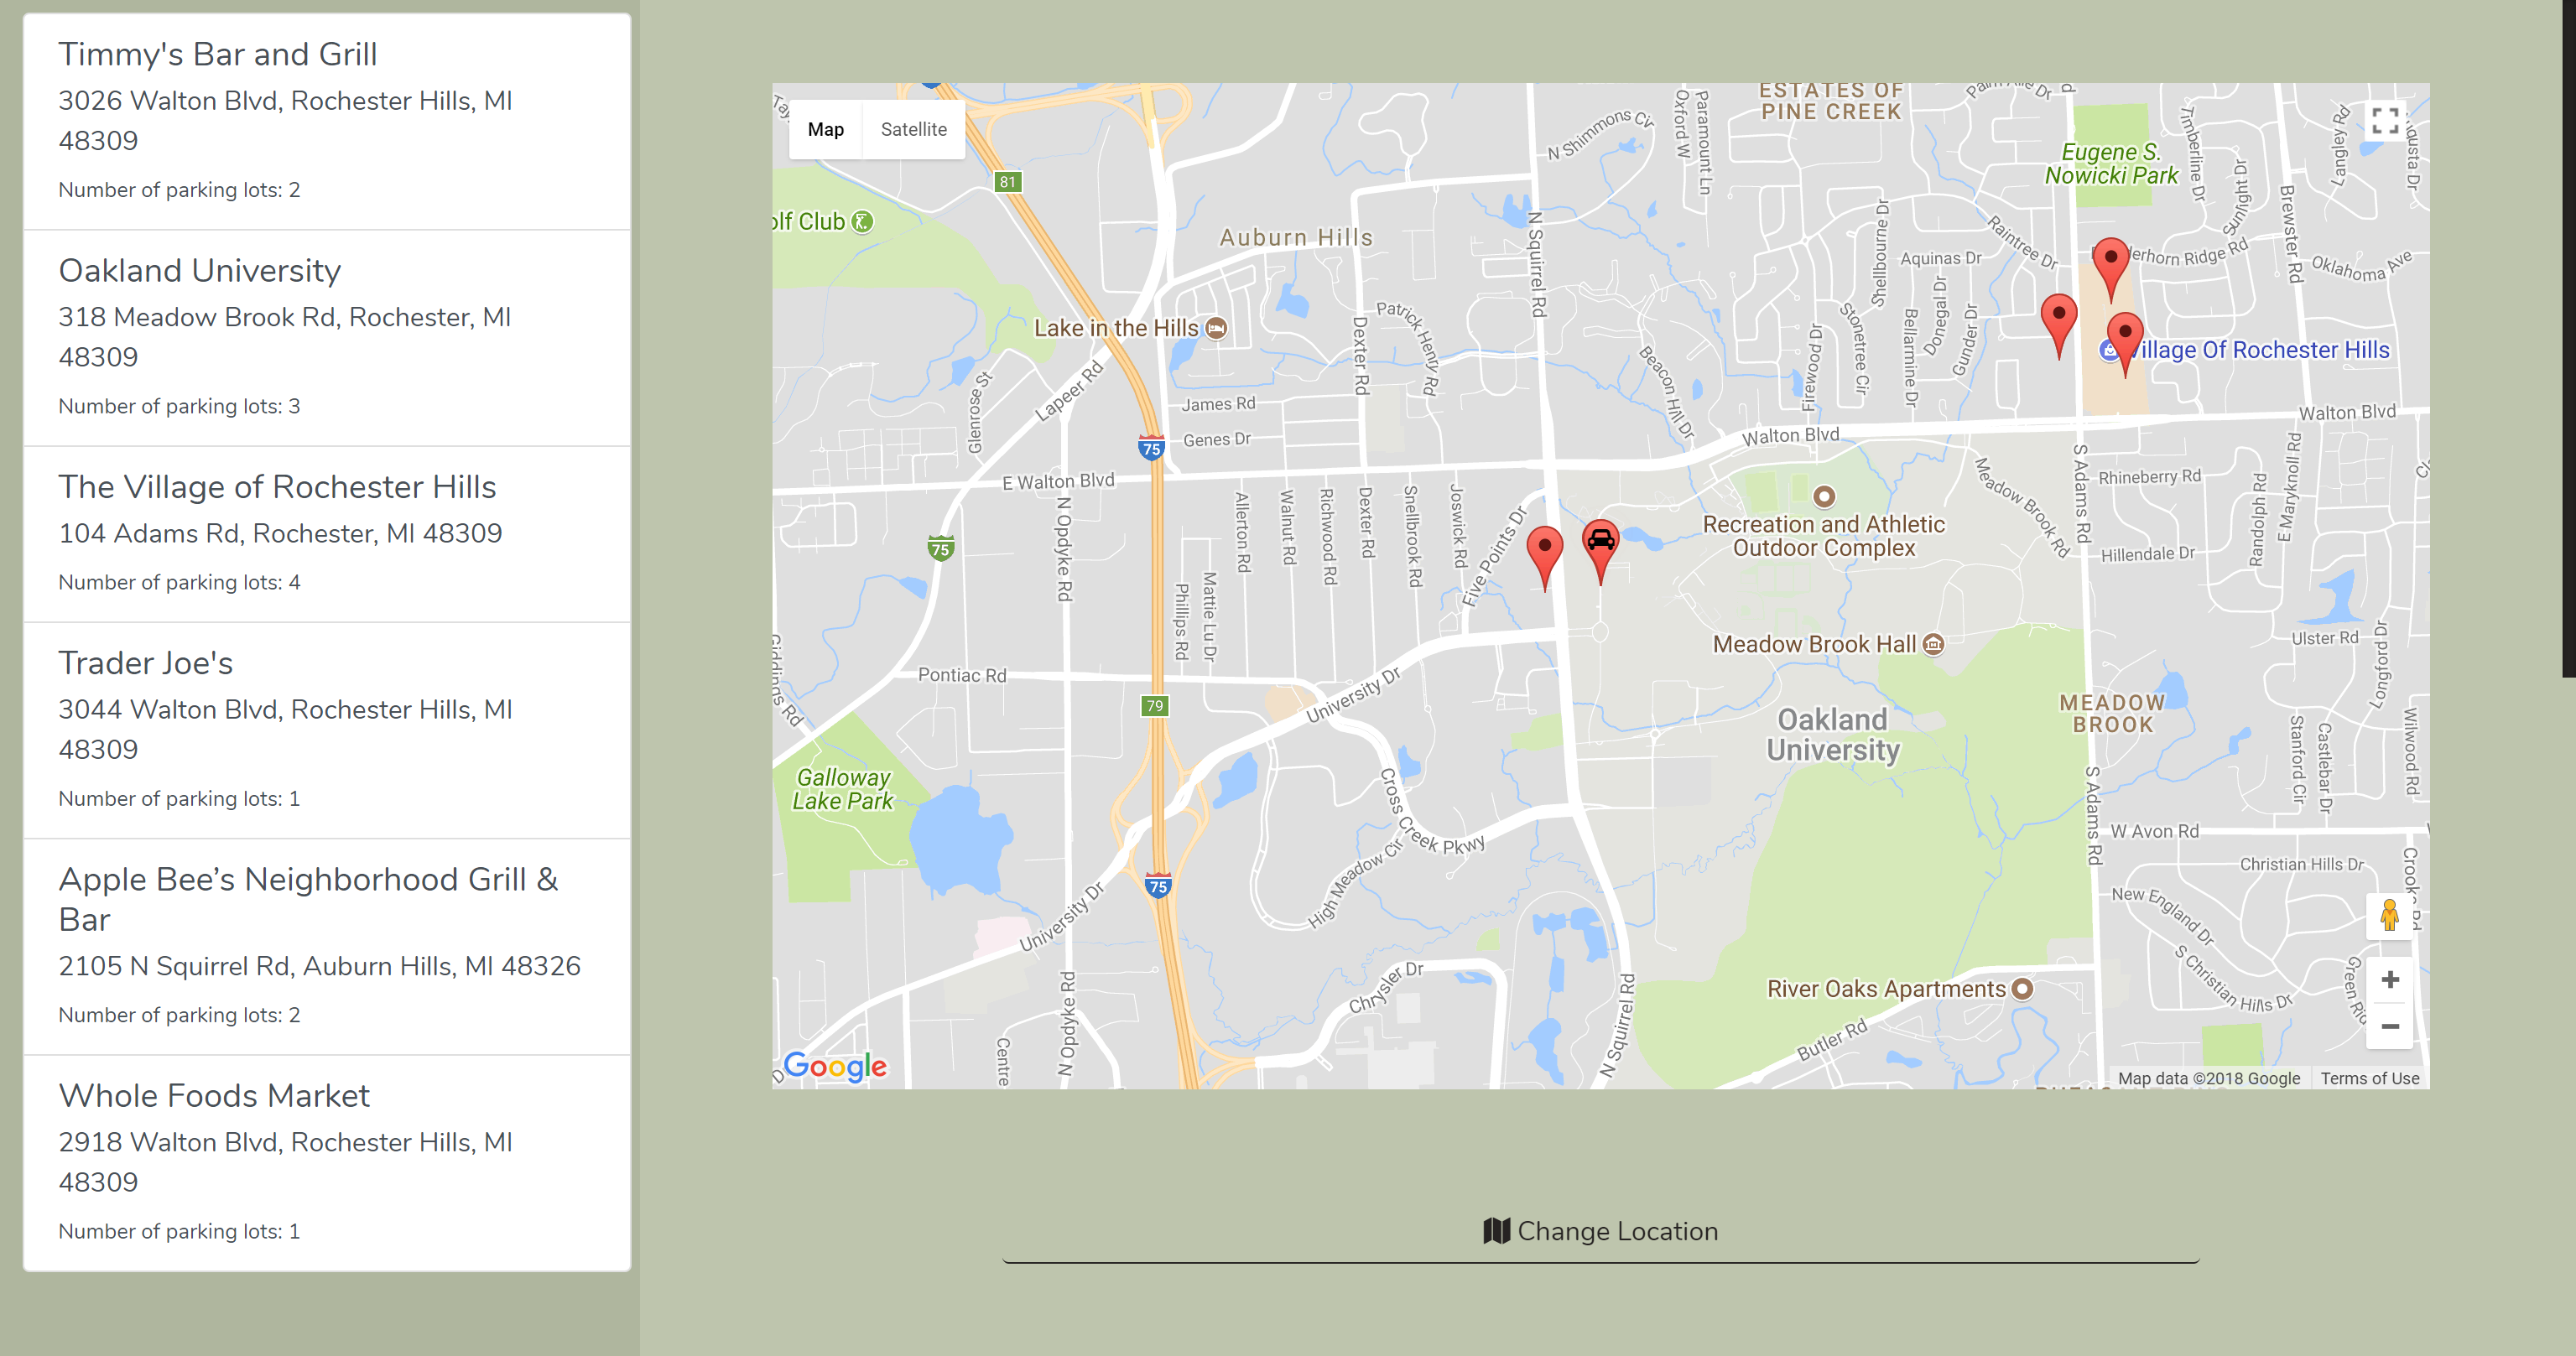 Timmy's Bar and Grill
3026 Walton Blvd, Rochester Hills, MI
48309
Number of parking lots: 2
Oakland University
318 Meadow Brook Rd, Rochester, MI
48309
Number of parking lots: 3
The Village of Rochester Hills
104 Adams Rd, Rochester, MI 48309
Number of parking lots: 4
Trader Joe's
3044 Walton Blvd, Rochester Hills, MI
48309
Number of parking lots: 1
Apple Bee’s Neighborhood Grill &
Bar
2105 N Squirrel Rd, Auburn Hills, MI 48326
Number of parking lots: 2
Whole Foods Market
2918 Walton Blvd, Rochester Hills, MI
48309
Number of parking lots: 1
Map
Satellite
ESTATES OF
PINE CREEK
Oxford W
Paramount Ln
N Shimmons Cir
Eugene S.
Nowicki Park
Timberline Dr
Sunlight Dr
Langley Rd
Brewster Rd
81
Auburn Hills
N Squirrel Rd
Shelbourne Dr
Aquinas Dr
Raintree Dr
Oklahoma Ave
Lake in the Hills
Dexter Rd
Patrick Henry Rd
Beacon Hill Dr
Firewood Dr
Stonetree Cir
Bellarmine Dr
Donegal Dr
Gunder Dr
Village Of Rochester Hills
Glenrose St
Lapeer Rd
James Rd
Genes Dr
75
Walton Blvd
Walton Blvd
E Walton Blvd
N Opdyke Rd
Allerton Rd
Walnut Rd
Richwood Rd
Dexter Rd
Snellbrook Rd
Joswick Rd
Five Points Dr
Recreation and Athletic
Outdoor Complex
Meadow Brook Rd
S Adams Rd
Rhineberry Rd
Hillendale Dr
Randolph Rd
E Maryknoll Rd
75
Phillips Rd
Mattie Lu Dr
Meadow Brook Hall
Ulster Rd
Longford Dr
Giddings Rd
Pontiac Rd
79
University Dr
Oakland
University
MEADOW
BROOK
Stanford Cir
Castlebar Dr
Wilwood Rd
Galloway
Lake Park
Cross Creek Pkwy
High Meadow Cir
S Adams Rd
W Avon Rd
Christian Hills Dr
New England Dr
S Christian Hills Dr
75
University Dr
N Opdyke Rd
Centre
Chrysler Dr
N Squirrel Rd
River Oaks Apartments
Butler Rd
Google
Map data ©2018 Google
Terms of Use
Change Location